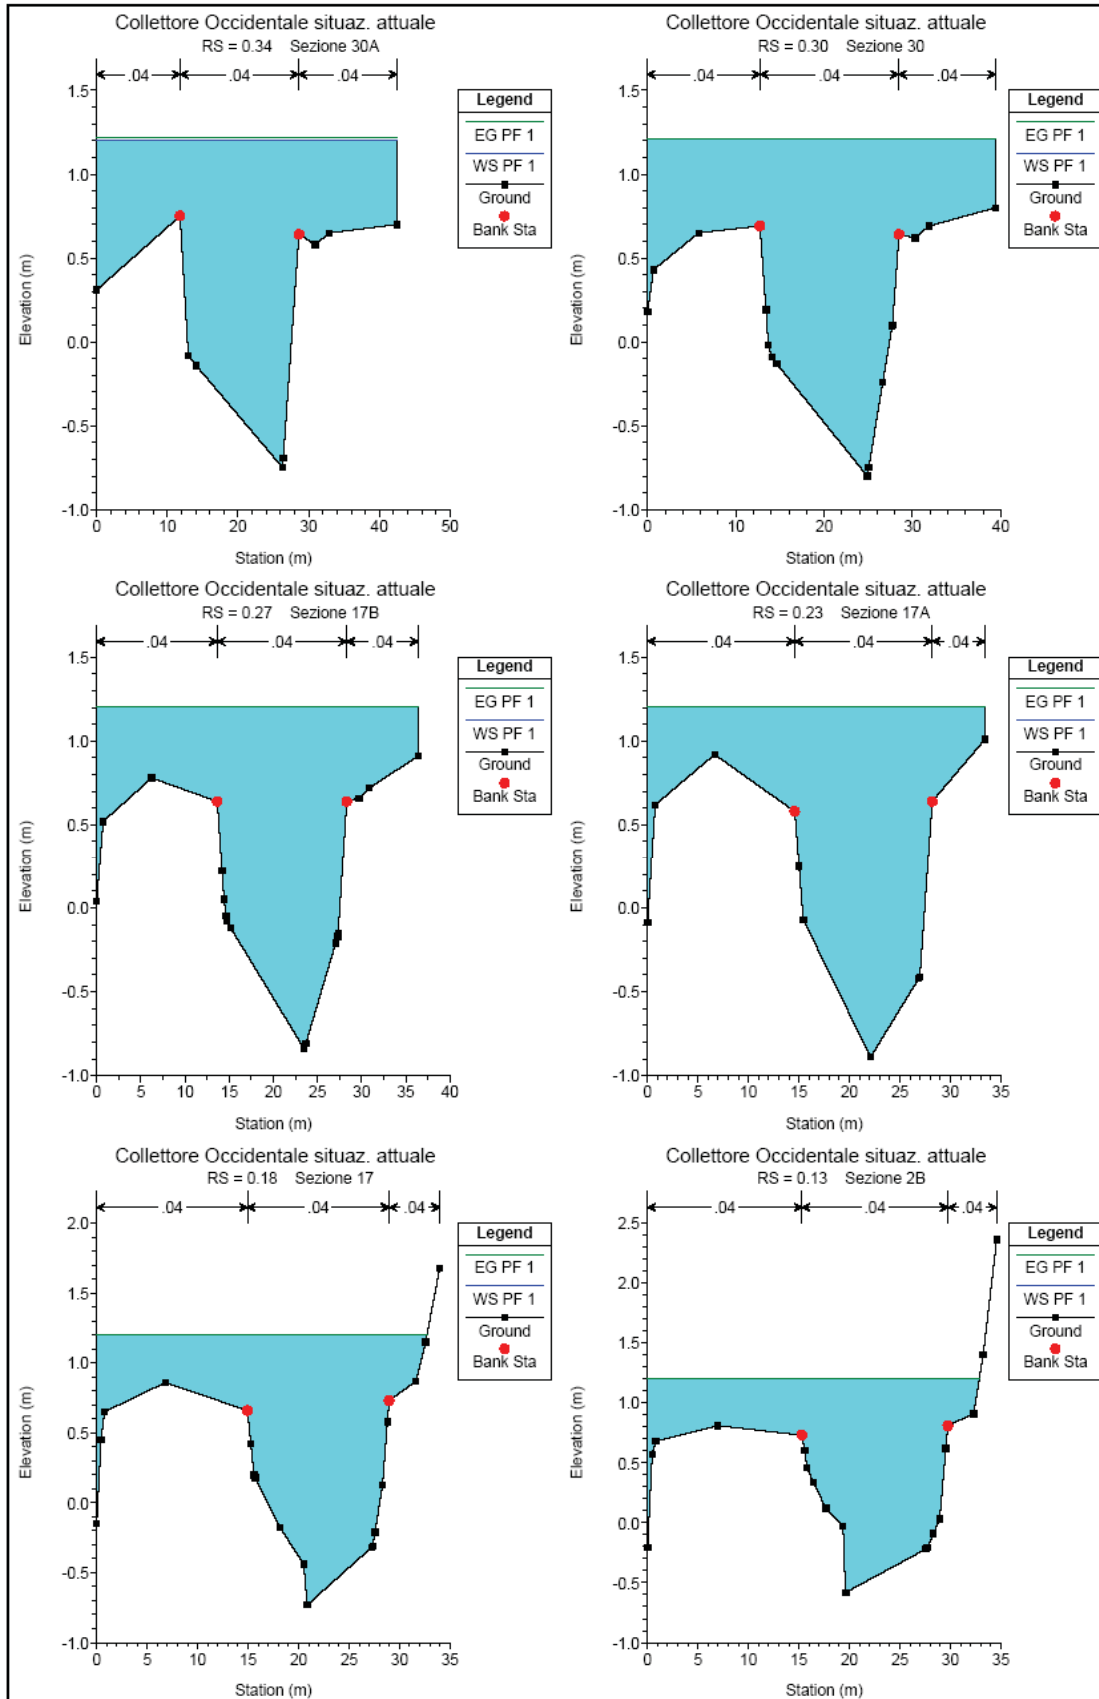 Collettore Occidentale situaz. attuale
RS = 0.34 Sezione 30A
.04 .04 .04
Legend
EG PF 1
WS PF 1
Ground
Bank Sta
1.5
1.0
0.5
0.0
-0.5
-1.0
Elevation (m)
0 10 20 30 40 50
Station (m)
Collettore Occidentale situaz. attuale
RS = 0.30 Sezione 30
.04 .04 .04
Legend
EG PF 1
WS PF 1
Ground
Bank Sta
1.5
1.0
0.5
0.0
-0.5
-1.0
Elevation (m)
0 10 20 30 40
Station (m)
Collettore Occidentale situaz. attuale
RS = 0.27 Sezione 17B
.04 .04 .04
Legend
EG PF 1
WS PF 1
Ground
Bank Sta
1.5
1.0
0.5
0.0
-0.5
-1.0
Elevation (m)
0 5 10 15 20 25 30 35 40
Station (m)
Collettore Occidentale situaz. attuale
RS = 0.23 Sezione 17A
.04 .04 .04
Legend
EG PF 1
WS PF 1
Ground
Bank Sta
1.5
1.0
0.5
0.0
-0.5
-1.0
Elevation (m)
0 5 10 15 20 25 30 35
Station (m)
Collettore Occidentale situaz. attuale
RS = 0.18 Sezione 17
.04 .04 .04
Legend
EG PF 1
WS PF 1
Ground
Bank Sta
2.0
1.5
1.0
0.5
0.0
-0.5
-1.0
Elevation (m)
0 5 10 15 20 25 30 35
Station (m)
Collettore Occidentale situaz. attuale
RS = 0.13 Sezione 2B
.04 .04 .04
Legend
EG PF 1
WS PF 1
Ground
Bank Sta
2.5
2.0
1.5
1.0
0.5
0.0
-0.5
-1.0
Elevation (m)
0 5 10 15 20 25 30 35
Station (m)